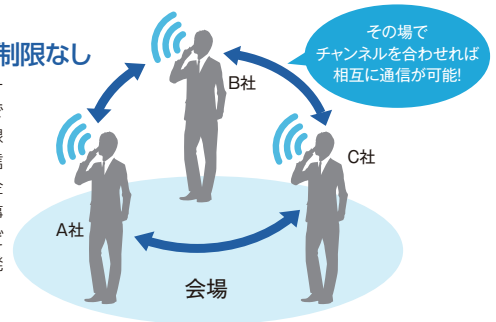 制限なし
その場で
チャンネルを合わせれば
相互に通信が可能!
B社
C社
A社
会場